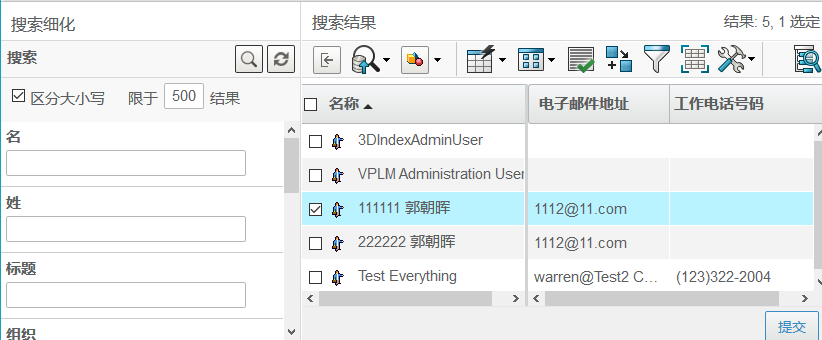 搜索细化
搜索
区分大小写 限于 500 结果
名
姓
标题
组织
搜索结果 结果: 5, 1 选定
名称 电子邮件地址 工作电话号码
3DIndexAdminUser
VPLM Administration User
111111 郭朝晖 1112@11.com
222222 郭朝晖 1112@11.com
Test Everything warren@Test2 C... (123)322-2004
提交